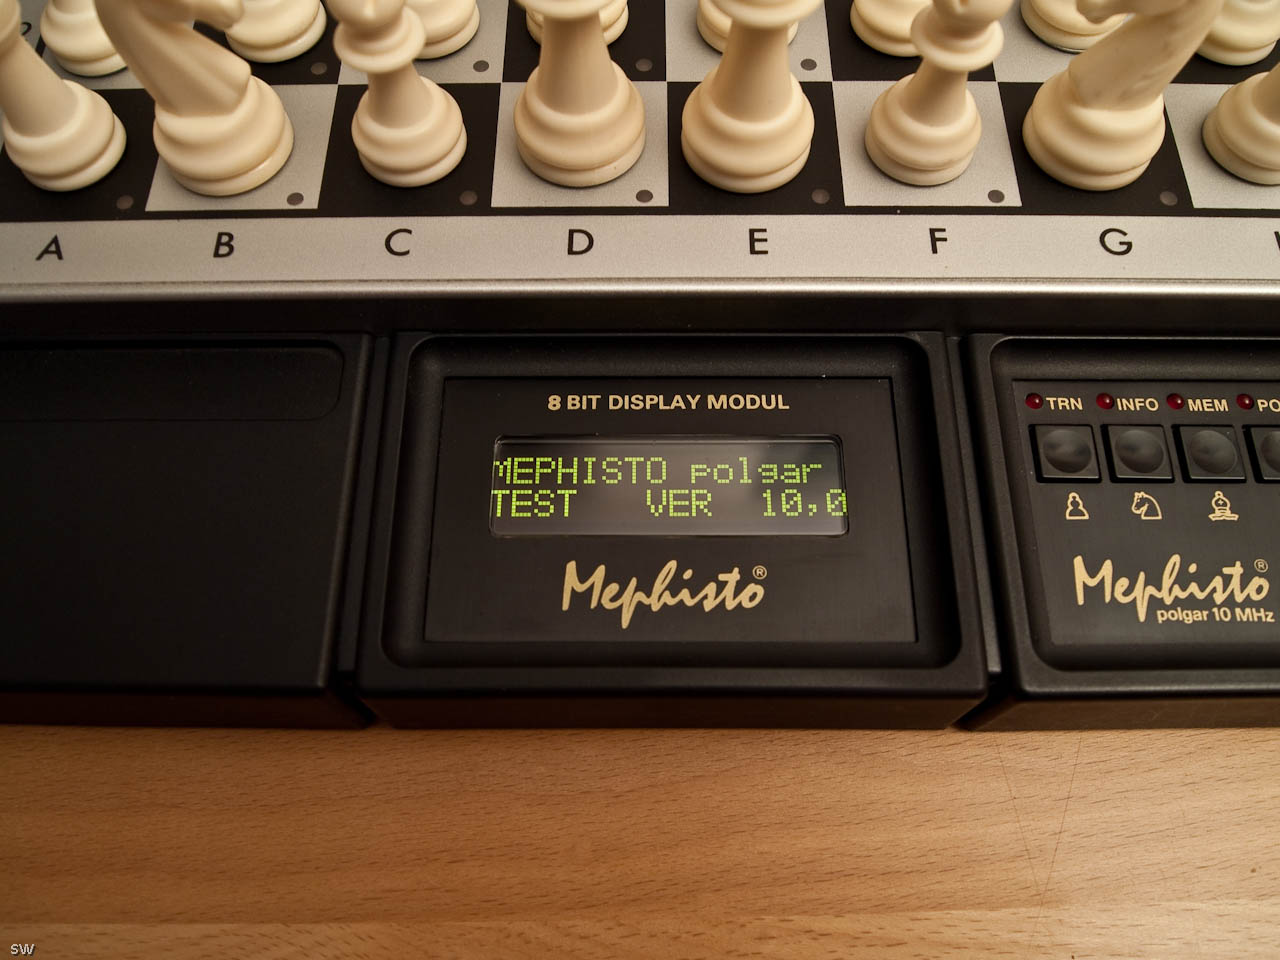 A B C D E F G
8 BIT DISPLAY MODUL
MEPHISTO polgar
TEST VER 10,0
Mephisto®
TRN INFO MEM
Mephisto®
polgar 10 MHz
SW